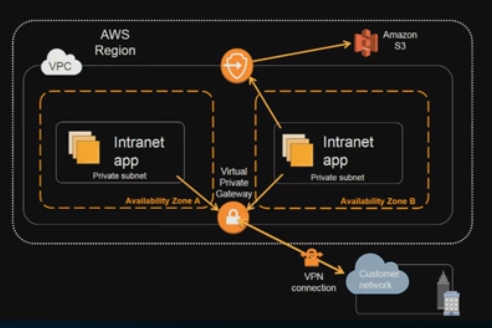 AWS
Region
Amazon
S3
VPC
Intranet
app
Private subnet
Availability Zone A
Virtual
Private
Gateway
Intranet
app
Private subnet
Availability Zone B
VPN
connection
Customer
network